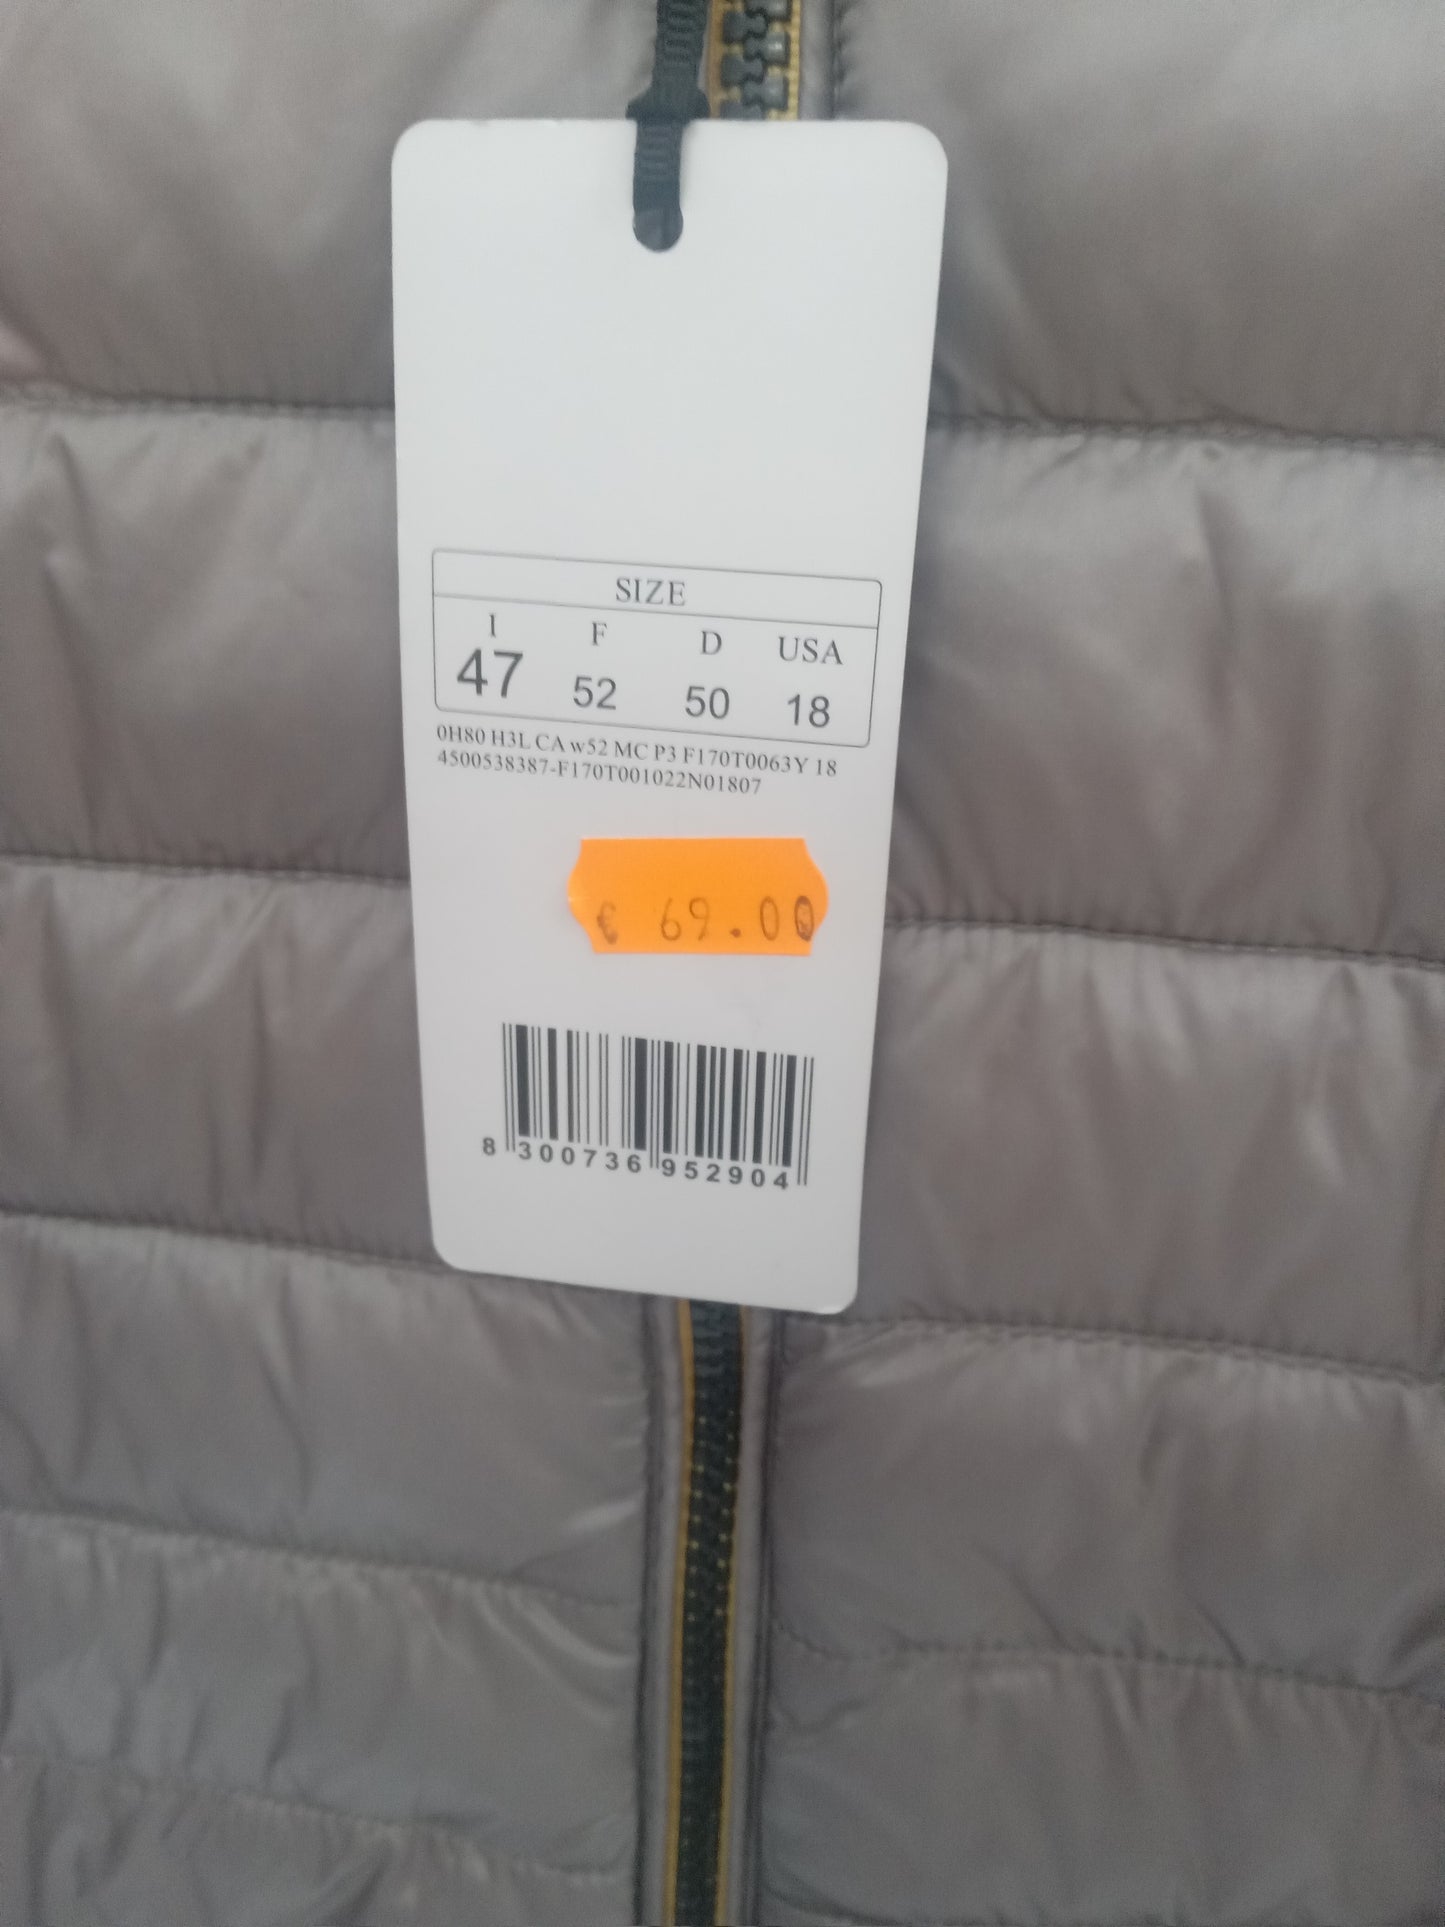 SIZE
I F D USA
47 52 50 18
0H80 H3L CA w52 MC P3 F170T0063Y 18
4500538387-F170T001022N01807
€ 69.00
8 300736 952904